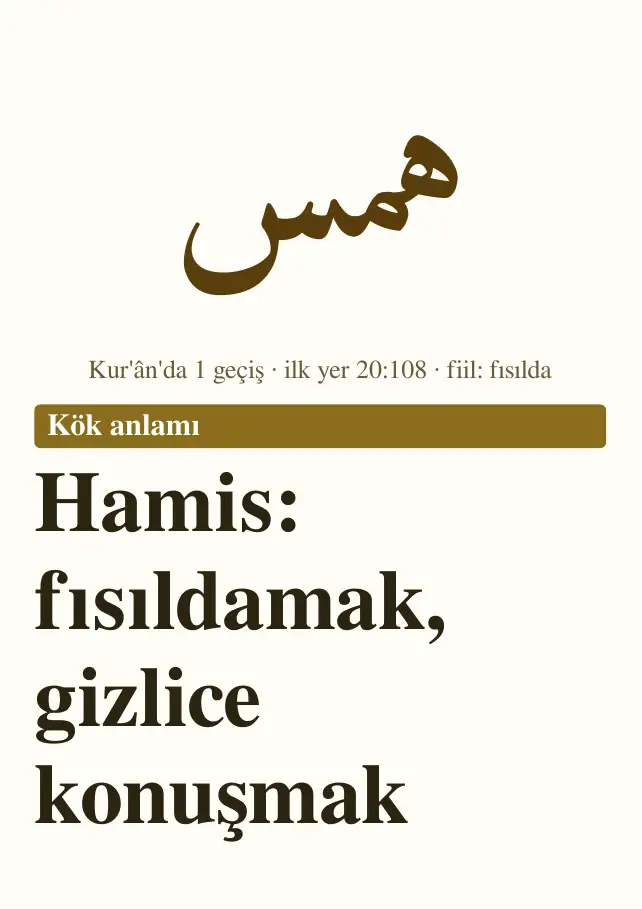 همس
Kur'ân'da 1 geçiş · ilk yer 20:108 · fiil: fısılda
Kök anlamı
Hamis:
fısıldamak,
gizlice
konuşmak